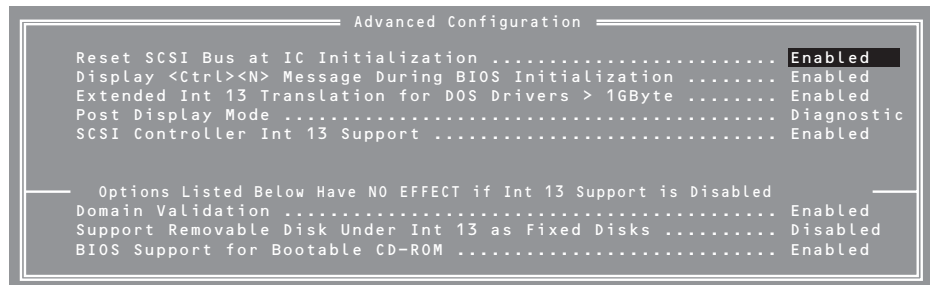 Advanced Configuration
Reset SCSI Bus at IC Initialization ......................... Enabled
Display <Ctrl><N> Message During BIOS Initialization ........ Enabled
Extended Int 13 Translation for DOS Drivers > 1GByte ........ Enabled
Post Display Mode ........................................... Diagnostic
SCSI Controller Int 13 Support .............................. Enabled
Options Listed Below Have NO EFFECT if Int 13 Support is Disabled
Domain Validation ........................................... Enabled
Support Removable Disk Under Int 13 as Fixed Disks .......... Disabled
BIOS Support for Bootable CD-ROM ............................ Enabled